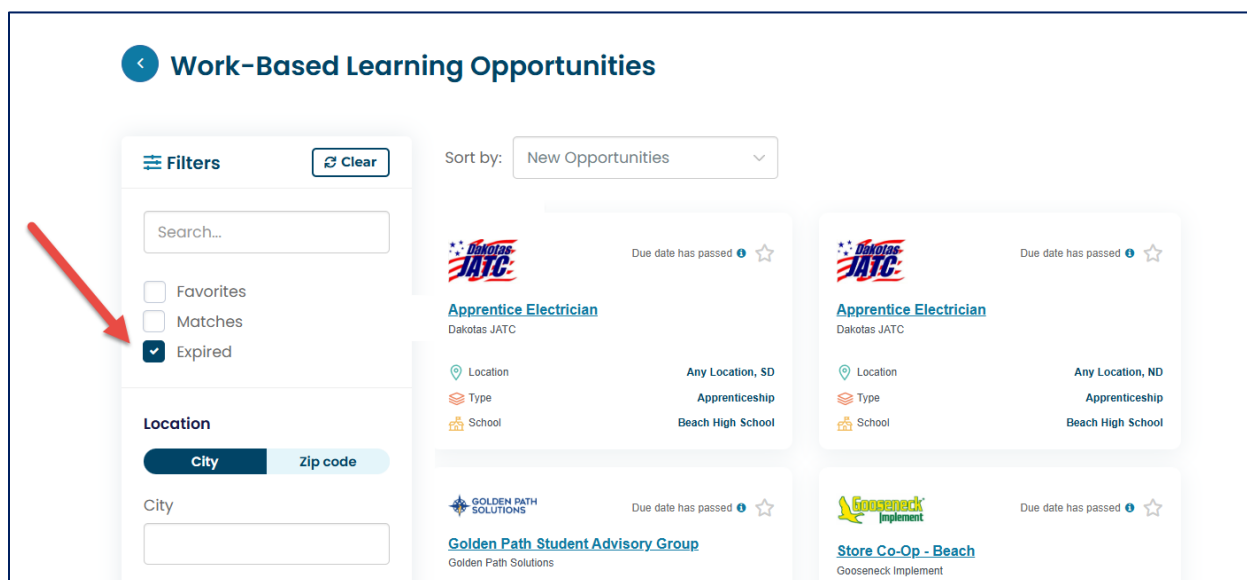 Work-Based Learning Opportunities
Filters
Clear
Search...
Favorites
Matches
Expired
Location
City
Zip code
City
Sort by:
New Opportunities
Dakotas
JATC
Due date has passed
Apprentice Electrician
Dakotas JATC
Location
Any Location, SD
Type
Apprenticeship
School
Beach High School
Dakotas
JATC
Due date has passed
Apprentice Electrician
Dakotas JATC
Location
Any Location, ND
Type
Apprenticeship
School
Beach High School
GOLDEN PATH
SOLUTIONS
Due date has passed
Golden Path Student Advisory Group
Golden Path Solutions
Gooseneck
Implement
Due date has passed
Store Co-Op - Beach
Gooseneck Implement